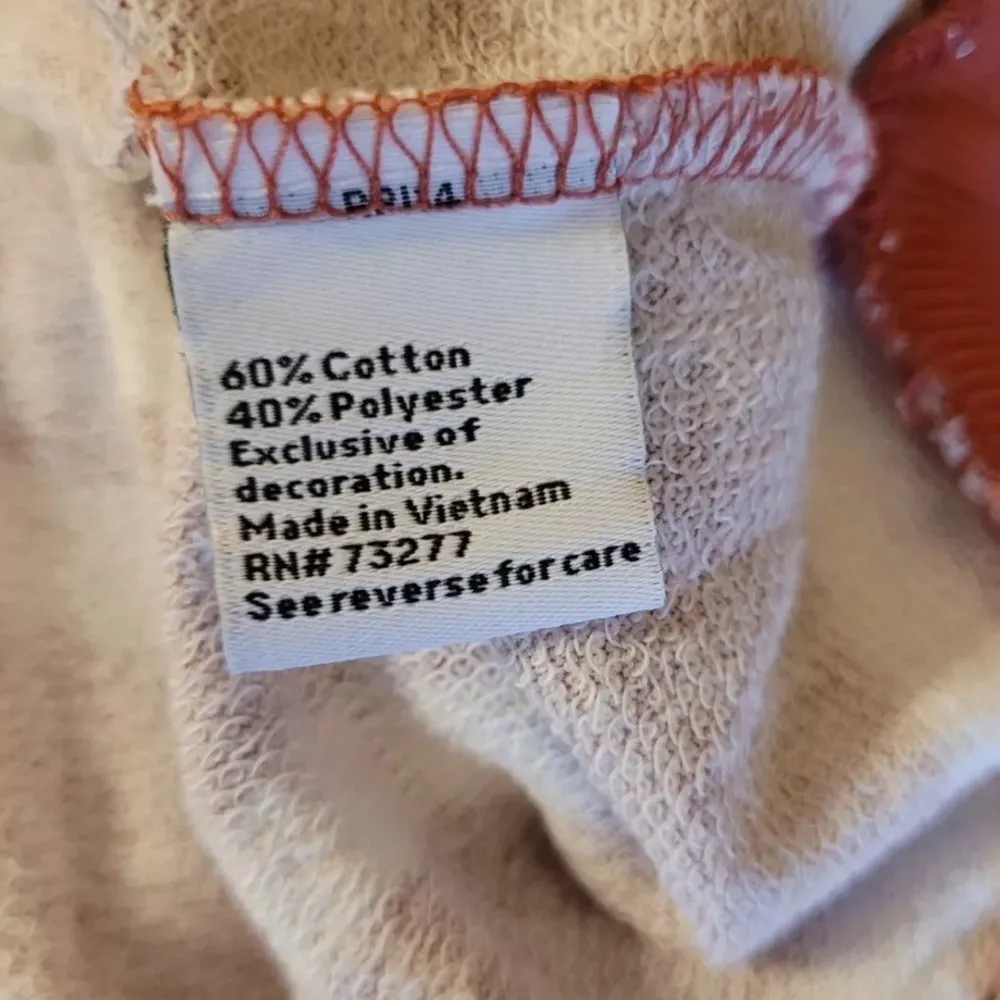 60% Cotton
40% Polyester
Exclusive of
decoration.
Made in Vietnam
RN# 73277
See reverse for care